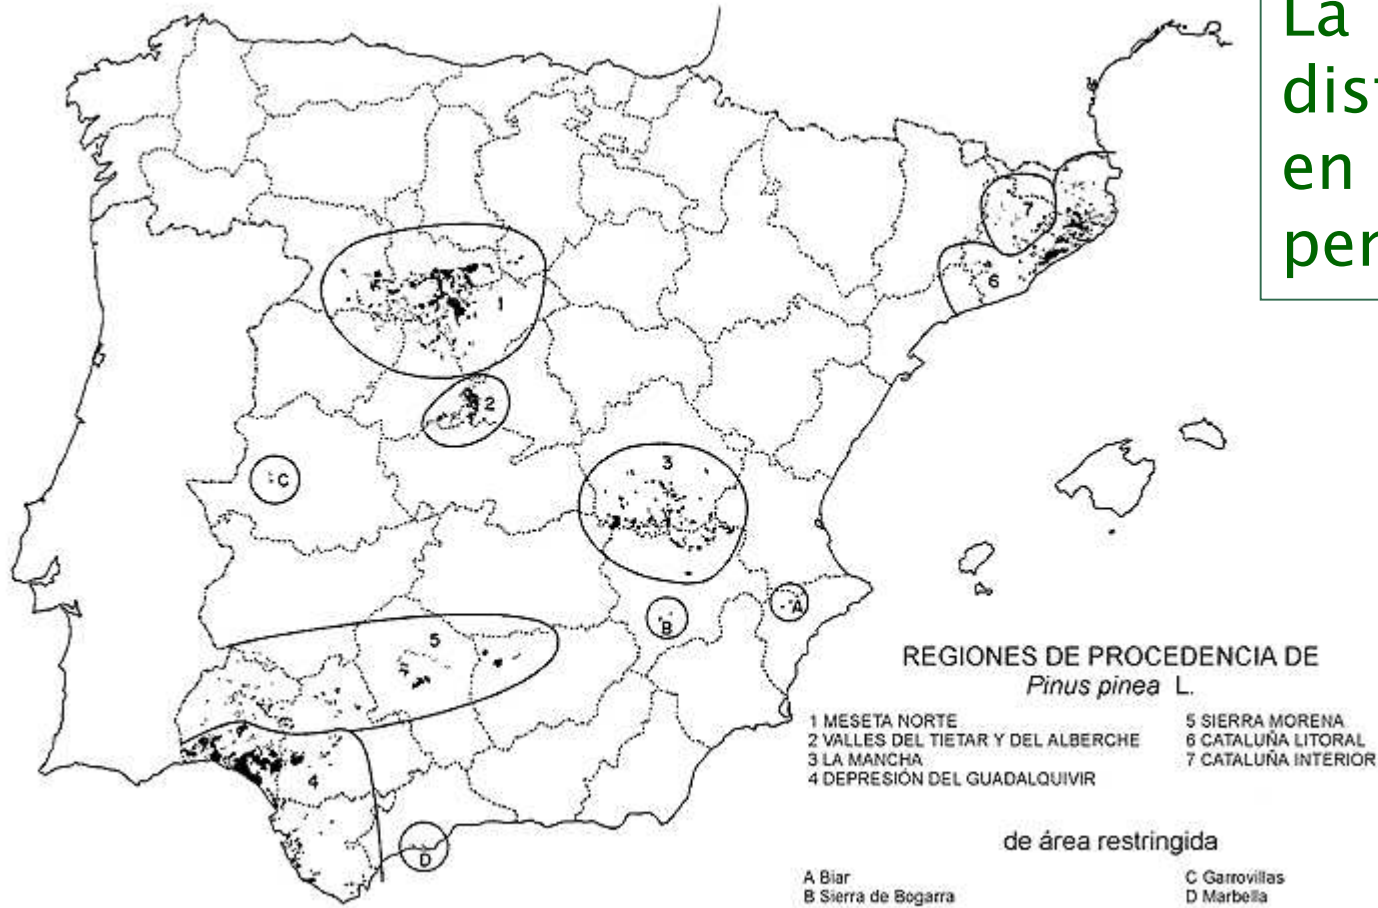 La
en
1
2
3
4
5
6
7
A
B
C
D
REGIONES DE PROCEDENCIA DE
Pinus pinea L.
1 MESETA NORTE
2 VALLES DEL TIETAR Y DEL ALBERCHE
3 LA MANCHA
4 DEPRESIÓN DEL GUADALQUIVIR
5 SIERRA MORENA
6 CATALUÑA LITORAL
7 CATALUÑA INTERIOR
de área restringida
A Biar
B Sierra de Bogarra
C Garrovillas
D Marbella